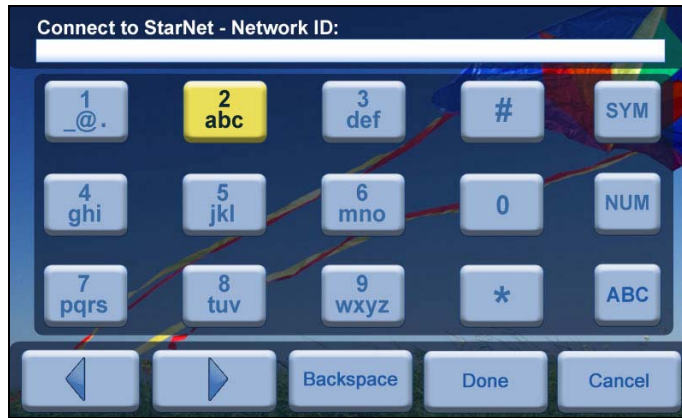 Connect to StarNet - Network ID:
1 2 3 # SYM
_@. abc def
4 5 6 0 NUM
ghi jkl mno
7 8 9 * ABC
pqrs tuv wxyz
Backspace Done Cancel